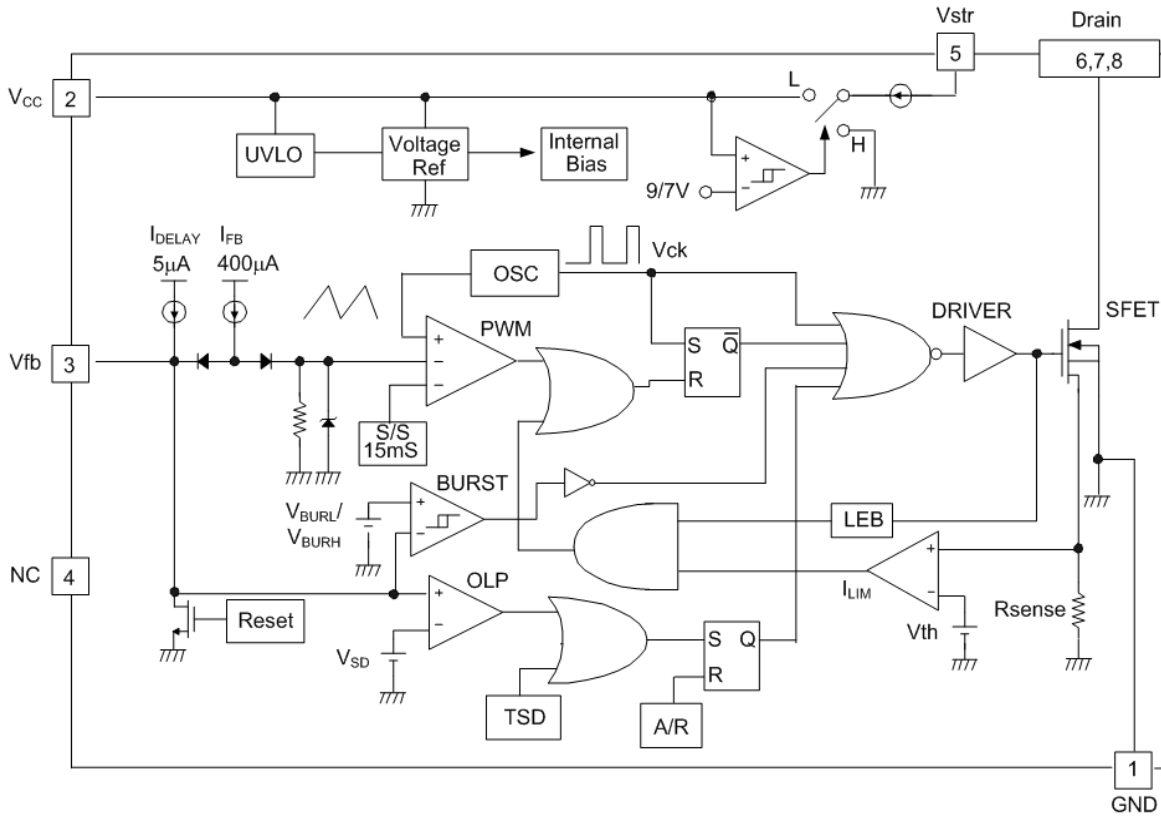 Vstr
Drain
5
6,7,8
VCC
2
L
H
UVLO
Voltage
Ref
Internal
Bias
+
−
9/7V
IDELAY
5μA
IFB
400μA
OSC
Vck
PWM
+
−
−
S
Q̅
R
DRIVER
SFET
Vfb
3
S/S
15mS
BURST
+
−
VBURL/
VBURH
LEB
NC
4
OLP
+
−
ILIM
+
−
Vth
Rsense
Reset
VSD
S
Q
R
TSD
A/R
1
GND